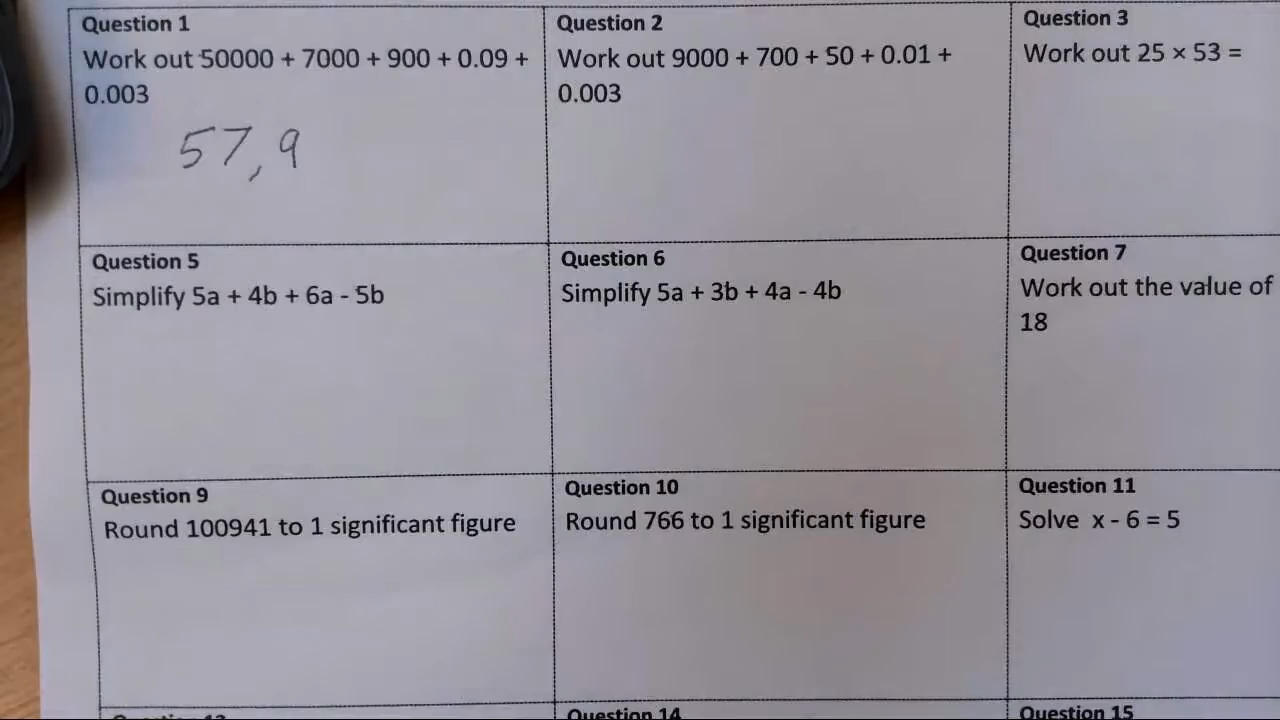 Question 1
Work out 50000 + 7000 + 900 + 0.09 +
0.003
57,9
Question 2
Work out 9000 + 700 + 50 + 0.01 +
0.003
Question 3
Work out 25 × 53 =
Question 5
Simplify 5a + 4b + 6a - 5b
Question 6
Simplify 5a + 3b + 4a - 4b
Question 7
Work out the value of
18
Question 9
Round 100941 to 1 significant figure
Question 10
Round 766 to 1 significant figure
Question 11
Solve x - 6 = 5
Question 13
Question 14
Question 15